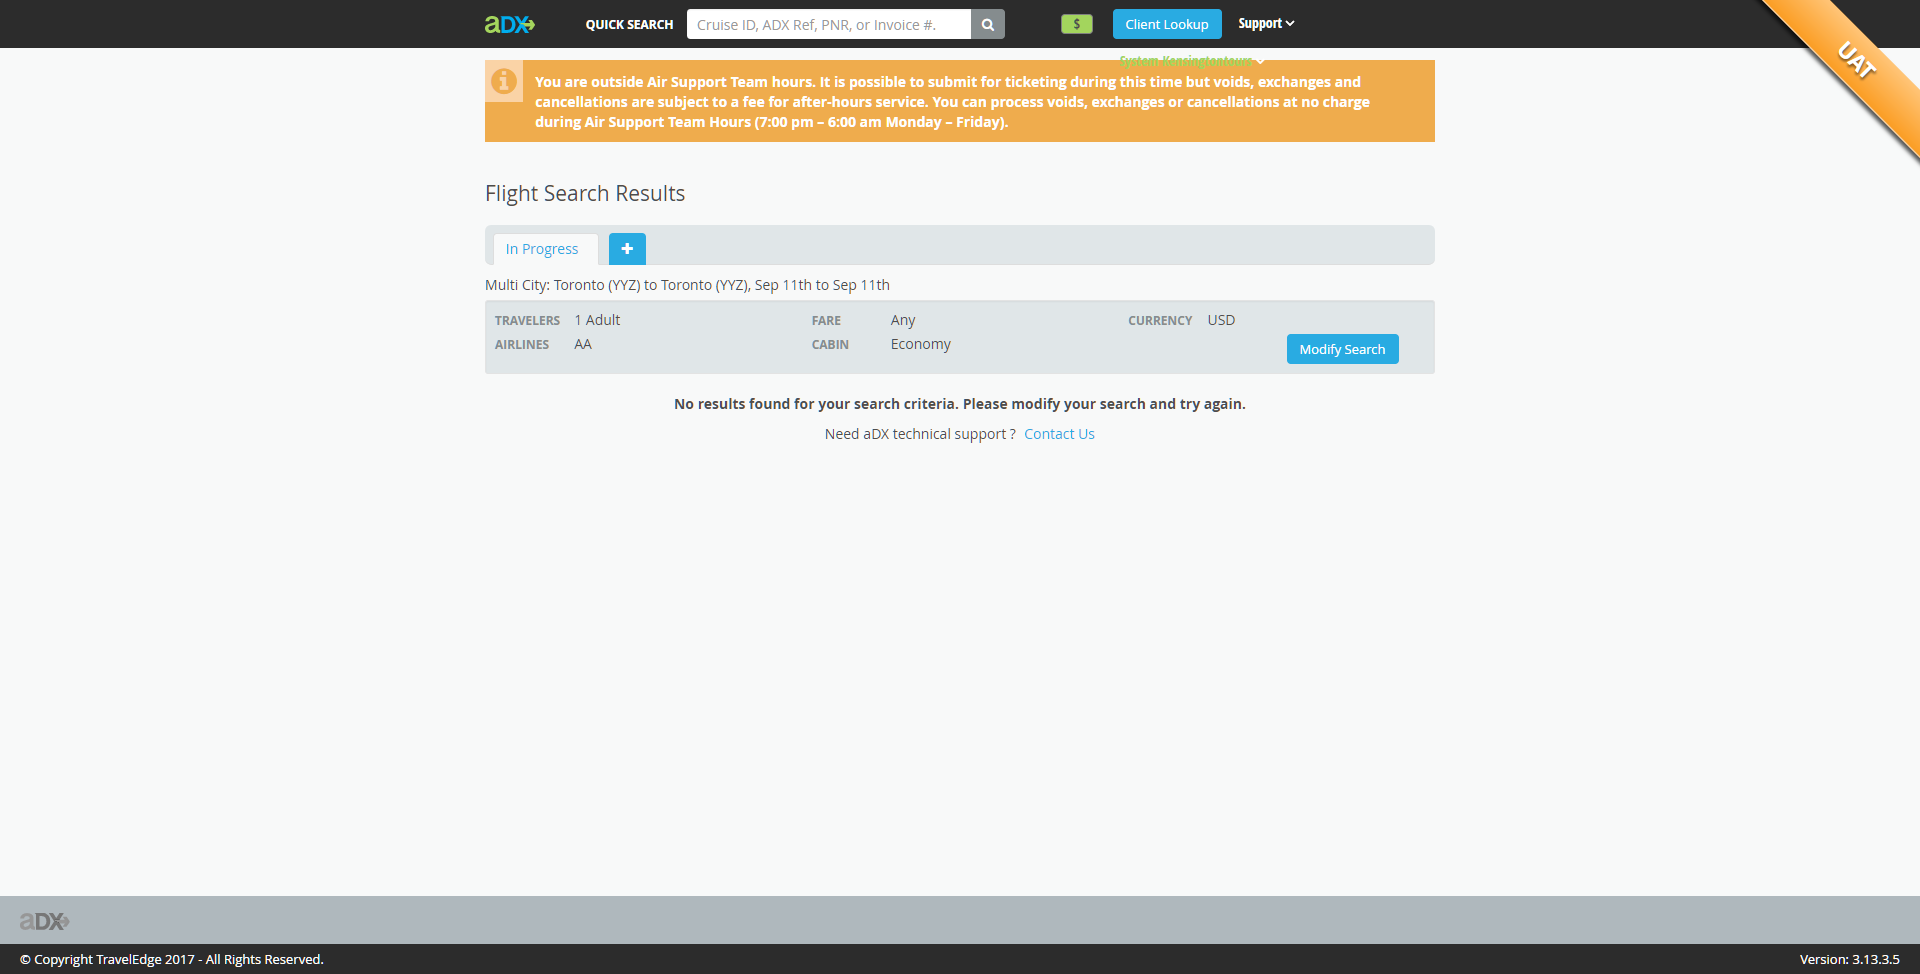 aDX
QUICK SEARCH
Cruise ID, ADX Ref, PNR, or Invoice #.
$
Client Lookup
Support
UAT
System Kensingtontours
You are outside Air Support Team hours. It is possible to submit for ticketing during this time but voids, exchanges and
cancellations are subject to a fee for after-hours service. You can process voids, exchanges or cancellations at no charge
during Air Support Team Hours (7:00 pm – 6:00 am Monday – Friday).
Flight Search Results
In Progress
+
Multi City: Toronto (YYZ) to Toronto (YYZ), Sep 11th to Sep 11th
TRAVELERS 1 Adult FARE Any CURRENCY USD
AIRLINES AA CABIN Economy
Modify Search
No results found for your search criteria. Please modify your search and try again.
Need aDX technical support ? Contact Us
aDX
© Copyright TravelEdge 2017 - All Rights Reserved.
Version: 3.13.3.5